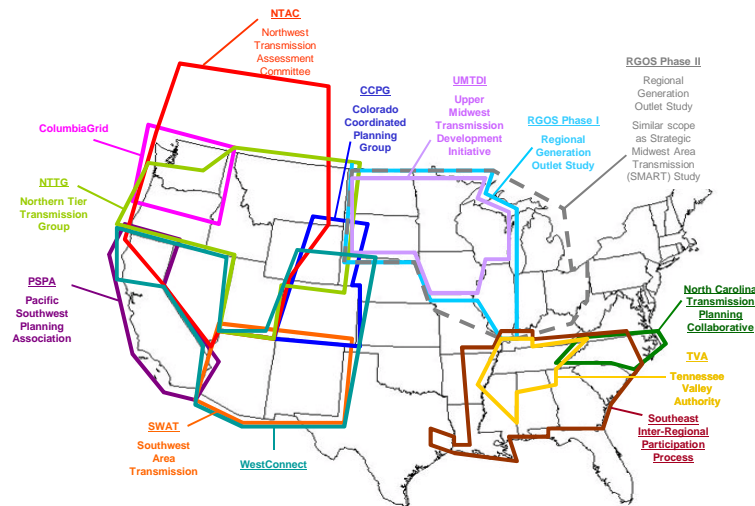 NTAC
Northwest
Transmission
Assessment
Committee
CCPG
Colorado
Coordinated
Planning
Group
UMTDI
Upper
Midwest
Transmission
Development
Initiative
RGOS Phase I
Regional
Generation
Outlet Study
RGOS Phase II
Regional
Generation
Outlet Study
Similar scope
as Strategic
Midwest Area
Transmission
(SMART) Study
ColumbiaGrid
NTTG
Northern Tier
Transmission
Group
PSPA
Pacific
Southwest
Planning
Association
SWAT
Southwest
Area
Transmission
WestConnect
North Carolina
Transmission
Planning
Collaborative
TVA
Tennessee
Valley
Authority
Southeast
Inter-Regional
Participation
Process